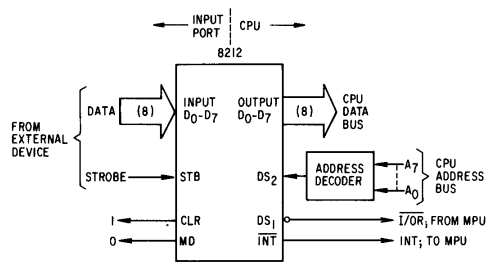 INPUT PORT
CPU
8212
FROM EXTERNAL DEVICE
DATA
(8)
INPUT D0-D7
OUTPUT D0-D7
(8)
CPU DATA BUS
STROBE
STB
DS2
ADDRESS DECODER
A7
A0
CPU ADDRESS BUS
1
CLR
DS1
I/OR; FROM MPU
0
MD
INT
INT; TO MPU